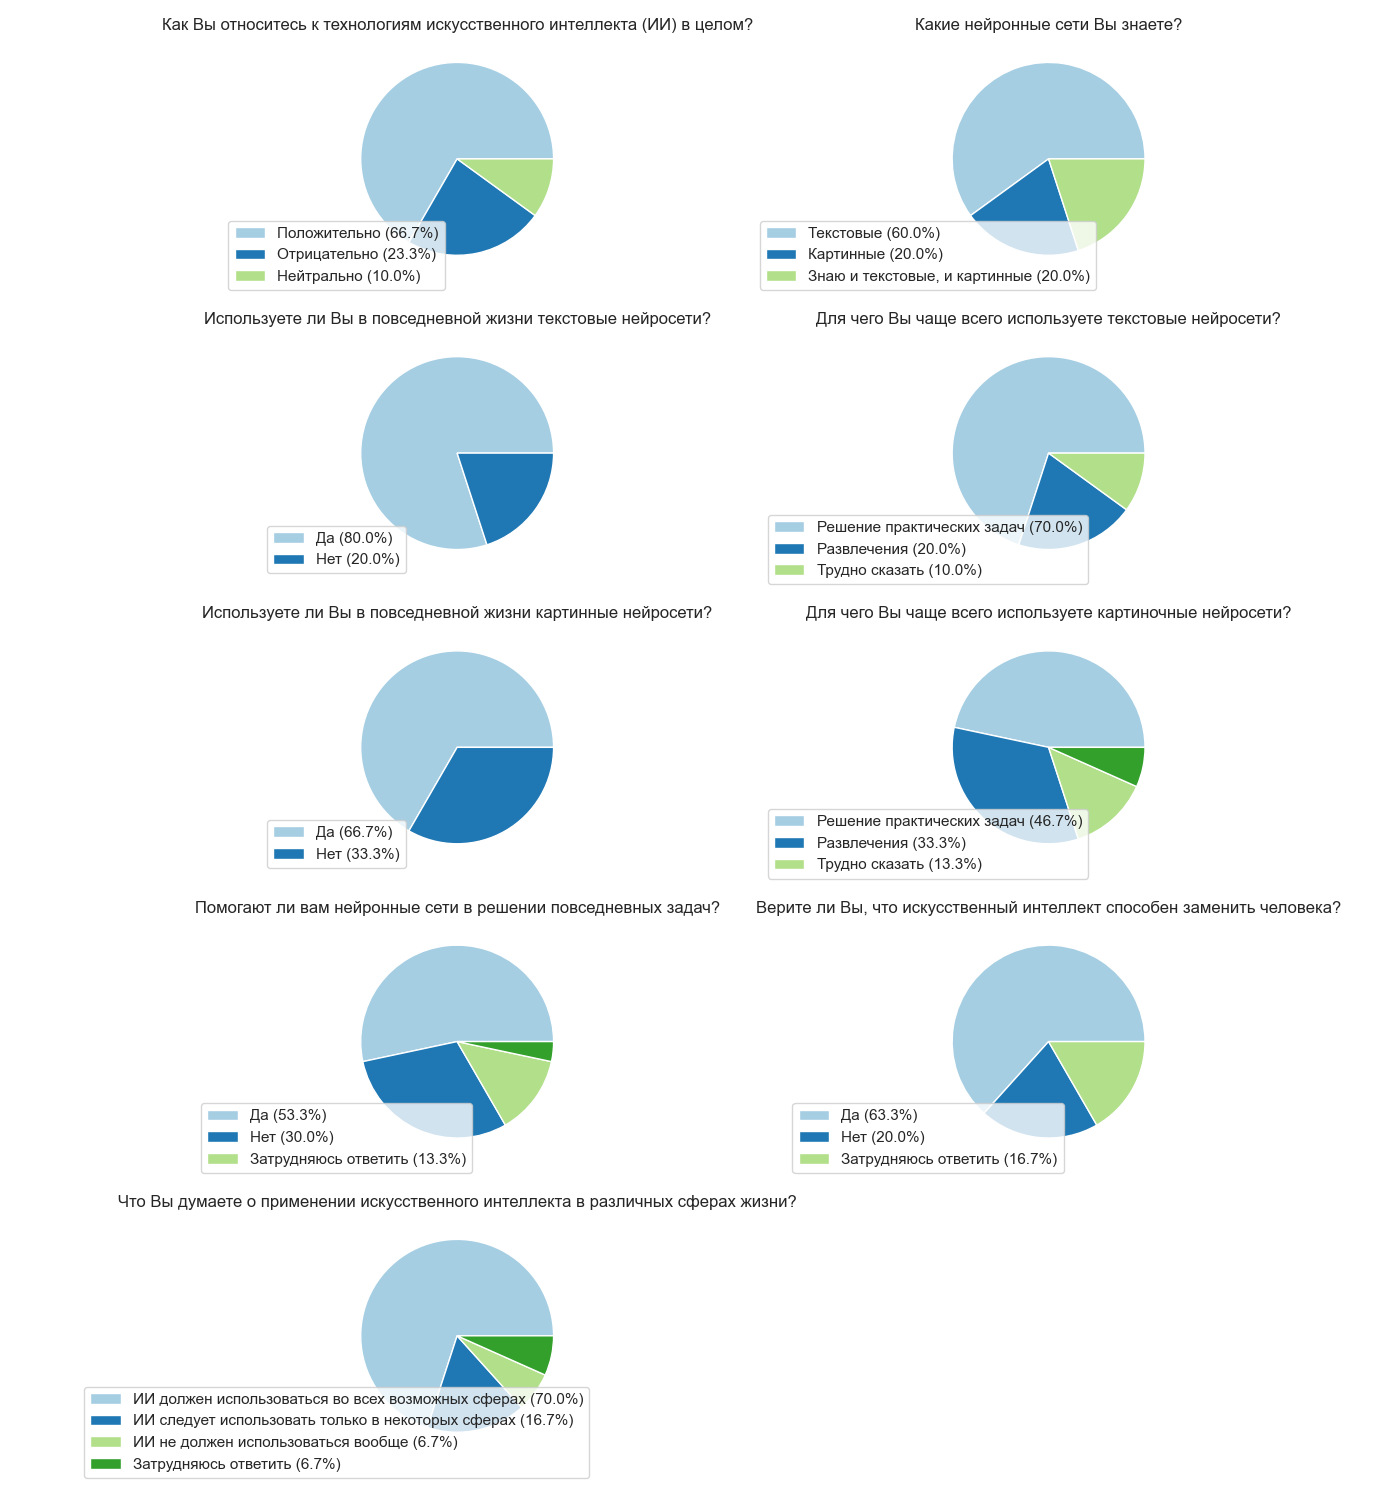 Как Вы относитесь к технологиям искусственного интеллекта (ИИ) в целом?
Положительно (66.7%)
Отрицательно (23.3%)
Нейтрально (10.0%)
Какие нейронные сети Вы знаете?
Текстовые (60.0%)
Картинные (20.0%)
Знаю и текстовые, и картинные (20.0%)
Используете ли Вы в повседневной жизни текстовые нейросети?
Да (80.0%)
Нет (20.0%)
Для чего Вы чаще всего используете текстовые нейросети?
Решение практических задач (70.0%)
Развлечения (20.0%)
Трудно сказать (10.0%)
Используете ли Вы в повседневной жизни картинные нейросети?
Да (66.7%)
Нет (33.3%)
Для чего Вы чаще всего используете картиночные нейросети?
Решение практических задач (46.7%)
Развлечения (33.3%)
Трудно сказать (13.3%)
Помогают ли вам нейронные сети в решении повседневных задач?
Да (53.3%)
Нет (30.0%)
Затрудняюсь ответить (13.3%)
Верите ли Вы, что искусственный интеллект способен заменить человека?
Да (63.3%)
Нет (20.0%)
Затрудняюсь ответить (16.7%)
Что Вы думаете о применении искусственного интеллекта в различных сферах жизни?
ИИ должен использоваться во всех возможных сферах (70.0%)
ИИ следует использовать только в некоторых сферах (16.7%)
ИИ не должен использоваться вообще (6.7%)
Затрудняюсь ответить (6.7%)